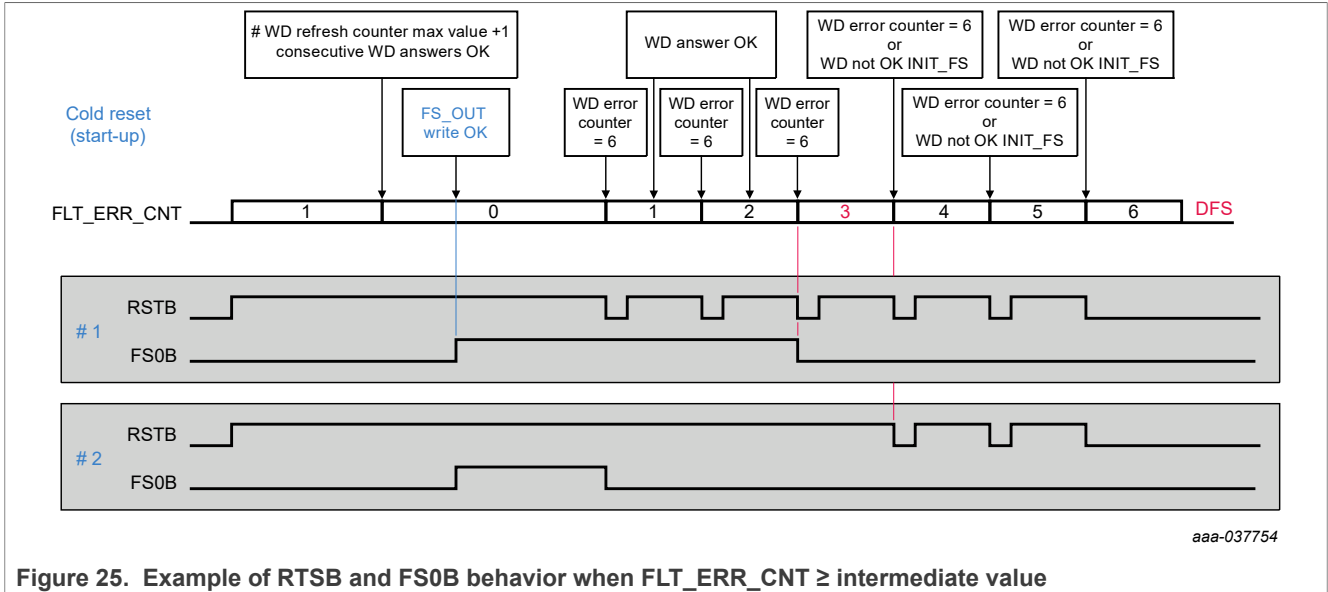 # WD refresh counter max value +1
consecutive WD answers OK
WD answer OK
WD error counter = 6
or
WD not OK INIT_FS
WD error counter = 6
or
WD not OK INIT_FS
Cold reset
(start-up)
FS_OUT
write OK
WD error
counter
= 6
WD error
counter
= 6
WD error
counter
= 6
WD error counter = 6
or
WD not OK INIT_FS
FLT_ERR_CNT 1 0 1 2 3 4 5 6 DFS
# 1
RSTB
FS0B
# 2
RSTB
FS0B
aaa-037754
Figure 25. Example of RTSB and FS0B behavior when FLT_ERR_CNT ≥ intermediate value